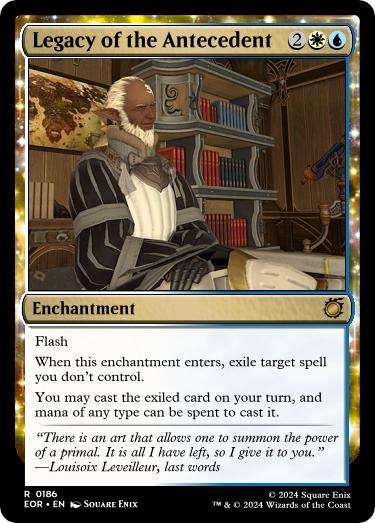 Legacy of the Antecedent 2
Enchantment
Flash
When this enchantment enters, exile target spell
you don't control.
You may cast the exiled card on your turn, and
mana of any type can be spent to cast it.
"There is an art that allows one to summon the power
of a primal. It is all I have left, so I give it to you."
—Louisoix Leveilleur, last words
R 0186
EOR • EN Square Enix
© 2024 Square Enix
™ & © 2024 Wizards of the Coast